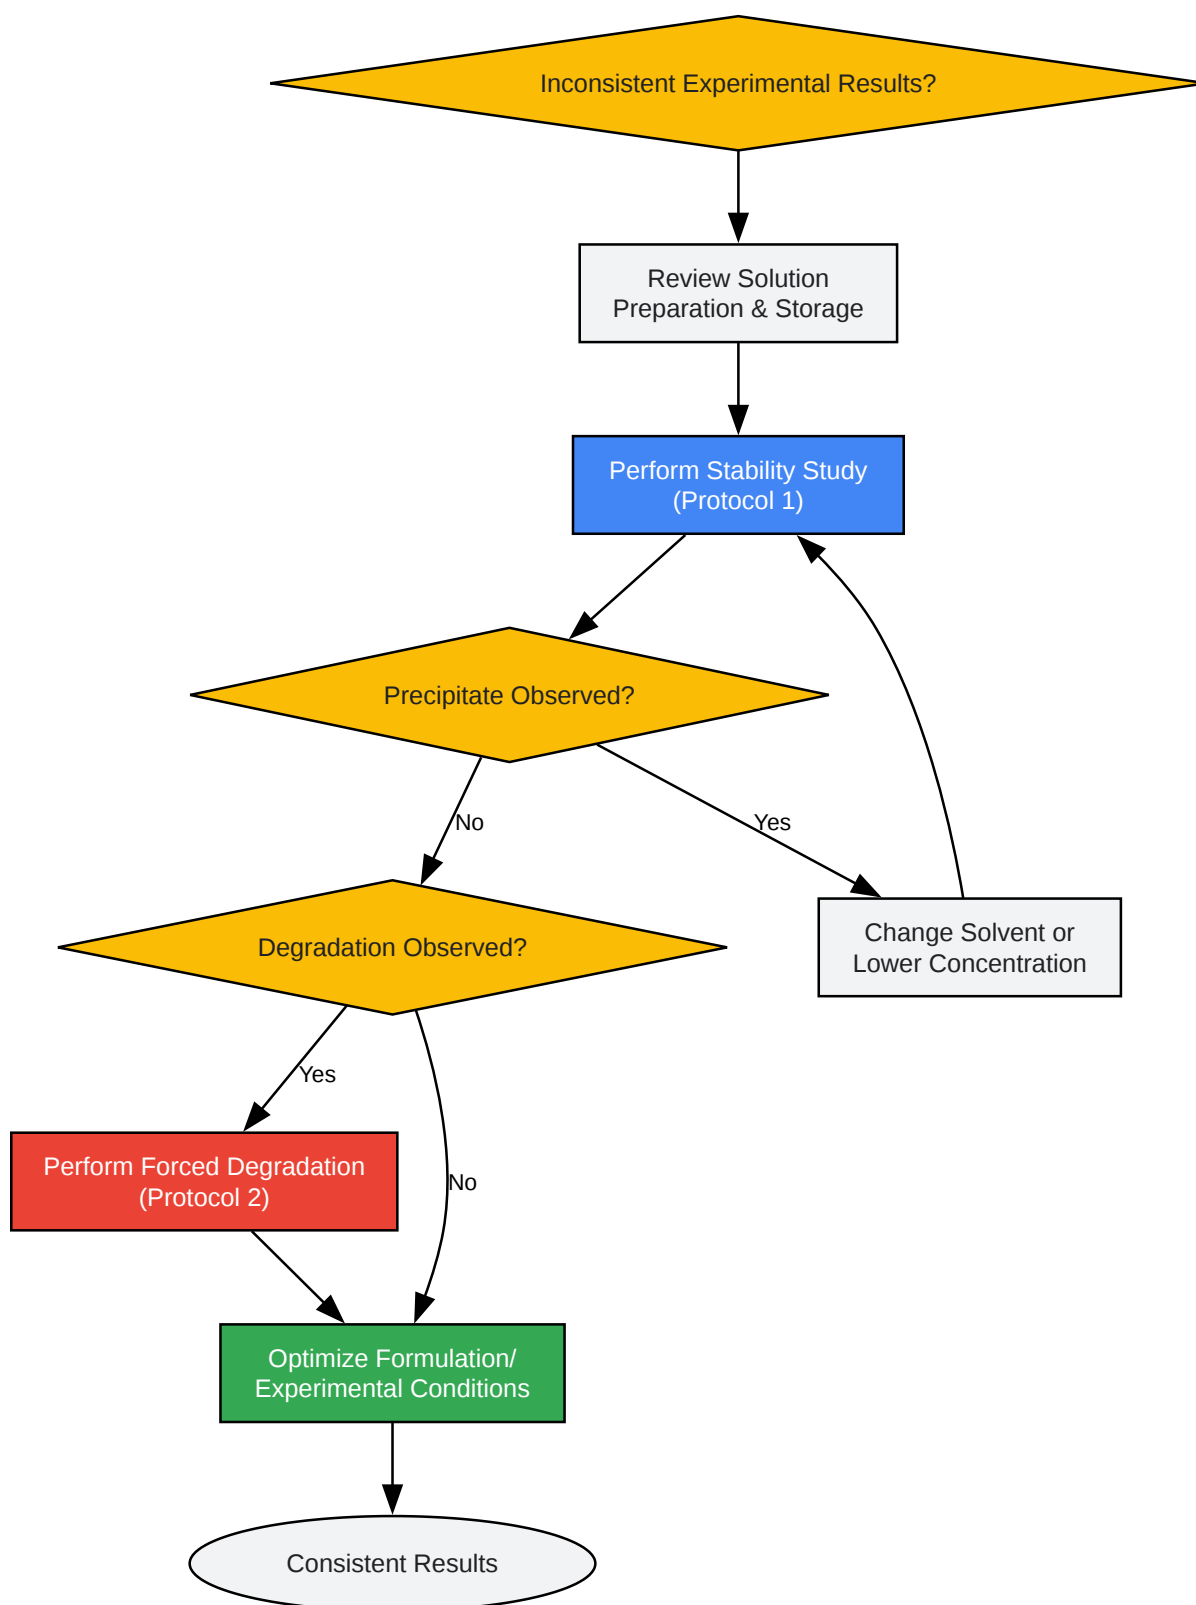 Inconsistent Experimental Results?
Review Solution
Preparation & Storage
Perform Stability Study
(Protocol 1)
Precipitate Observed?
No
Yes
Degradation Observed?
Change Solvent or
Lower Concentration
Yes
No
Perform Forced Degradation
(Protocol 2)
Optimize Formulation/
Experimental Conditions
Consistent Results